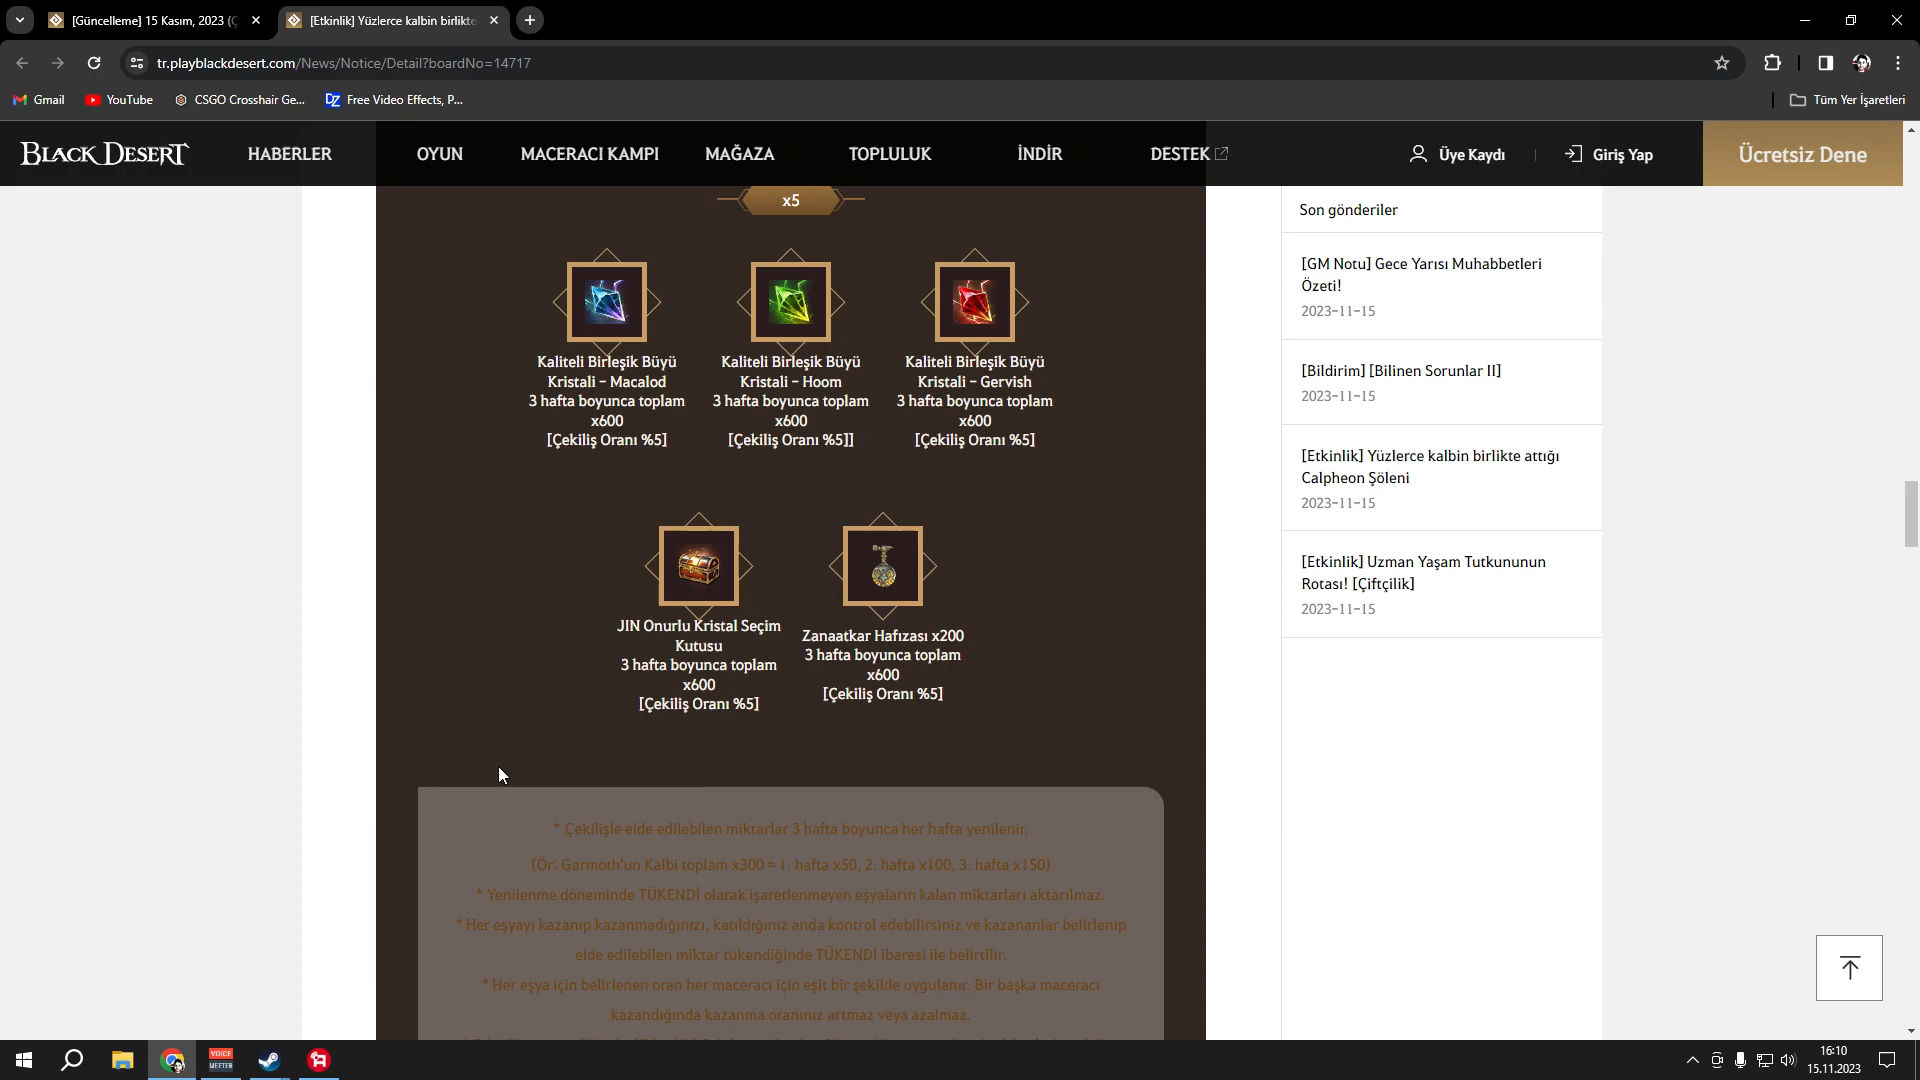 [Güncelleme] 15 Kasım, 2023 (Ç
[Etkinlik] Yüzlerce kalbin birlikte
tr.playblackdesert.com/News/Notice/Detail?boardNo=14717
Gmail
YouTube
CSGO Crosshair Ge...
Free Video Effects, P...
Tüm Yer İşaretleri
BLACK DESERT
HABERLER
OYUN
MACERACI KAMPI
MAĞAZA
TOPLULUK
İNDİR
DESTEK
Üye Kaydı
Giriş Yap
Ücretsiz Dene
x5
Kaliteli Birleşik Büyü
Kristali - Macalod
3 hafta boyunca toplam
x600
[Çekiliş Oranı %5]
Kaliteli Birleşik Büyü
Kristali - Hoom
3 hafta boyunca toplam
x600
[Çekiliş Oranı %5]]
Kaliteli Birleşik Büyü
Kristali - Gervish
3 hafta boyunca toplam
x600
[Çekiliş Oranı %5]
JIN Onurlu Kristal Seçim
Kutusu
3 hafta boyunca toplam
x600
[Çekiliş Oranı %5]
Zanaatkar Hafızası x200
3 hafta boyunca toplam
x600
[Çekiliş Oranı %5]
* Çekilişle elde edilebilen miktarlar 3 hafta boyunca her hafta yenilenir.
(Ör: Garmoth'un Kalbi toplam x300 = 1. hafta x50, 2. hafta x100, 3. hafta x150)
* Yenilenme döneminde TÜKENDİ olarak işaretlenmeyen eşyaların kalan miktarları aktarılmaz.
* Her eşyayı kazanıp kazanmadığınızı, katıldığınız anda kontrol edebilirsiniz ve kazananlar belirlenip
elde edilebilen miktar tükendiğinde TÜKENDİ ibaresi ile belirtilir.
* Her eşya için belirlenen oran her maceracı için eşit bir şekilde uygulanır. Bir başka maceracı
kazandığında kazanma oranınız artmaz veya azalmaz.
Son gönderiler
[GM Notu] Gece Yarısı Muhabbetleri
Özeti!
2023-11-15
[Bildirim] [Bilinen Sorunlar II]
2023-11-15
[Etkinlik] Yüzlerce kalbin birlikte attığı
Calpheon Şöleni
2023-11-15
[Etkinlik] Uzman Yaşam Tutkununun
Rotası! [Çiftçilik]
2023-11-15
VOICE
MEETER
16:10
15.11.2023